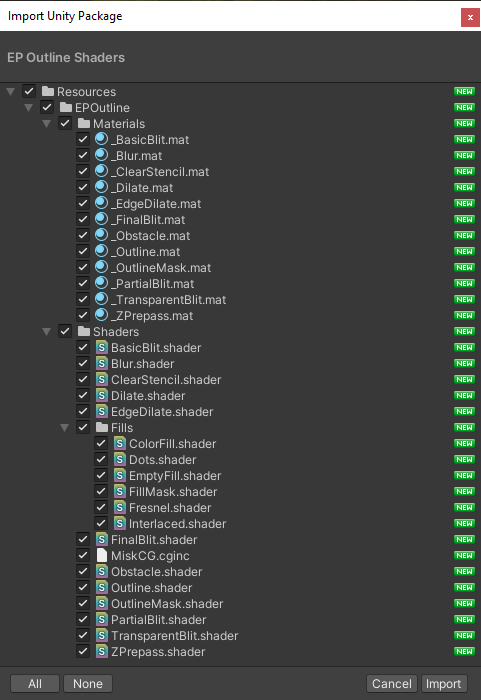 Import Unity Package x
EP Outline Shaders
Resources NEW
EPOutline NEW
Materials NEW
_BasicBlit.mat NEW
_Blur.mat NEW
_ClearStencil.mat NEW
_Dilate.mat NEW
_EdgeDilate.mat NEW
_FinalBlit.mat NEW
_Obstacle.mat NEW
_Outline.mat NEW
_OutlineMask.mat NEW
_PartialBlit.mat NEW
_TransparentBlit.mat NEW
_ZPrepass.mat NEW
Shaders NEW
S BasicBlit.shader NEW
S Blur.shader NEW
S ClearStencil.shader NEW
S Dilate.shader NEW
S EdgeDilate.shader NEW
Fills NEW
S ColorFill.shader NEW
S Dots.shader NEW
S EmptyFill.shader NEW
S FillMask.shader NEW
S Fresnel.shader NEW
S Interlaced.shader NEW
S FinalBlit.shader NEW
MiskCG.cginc NEW
S Obstacle.shader NEW
S Outline.shader NEW
S OutlineMask.shader NEW
S PartialBlit.shader NEW
S TransparentBlit.shader NEW
S ZPrepass.shader NEW
All None Cancel Import